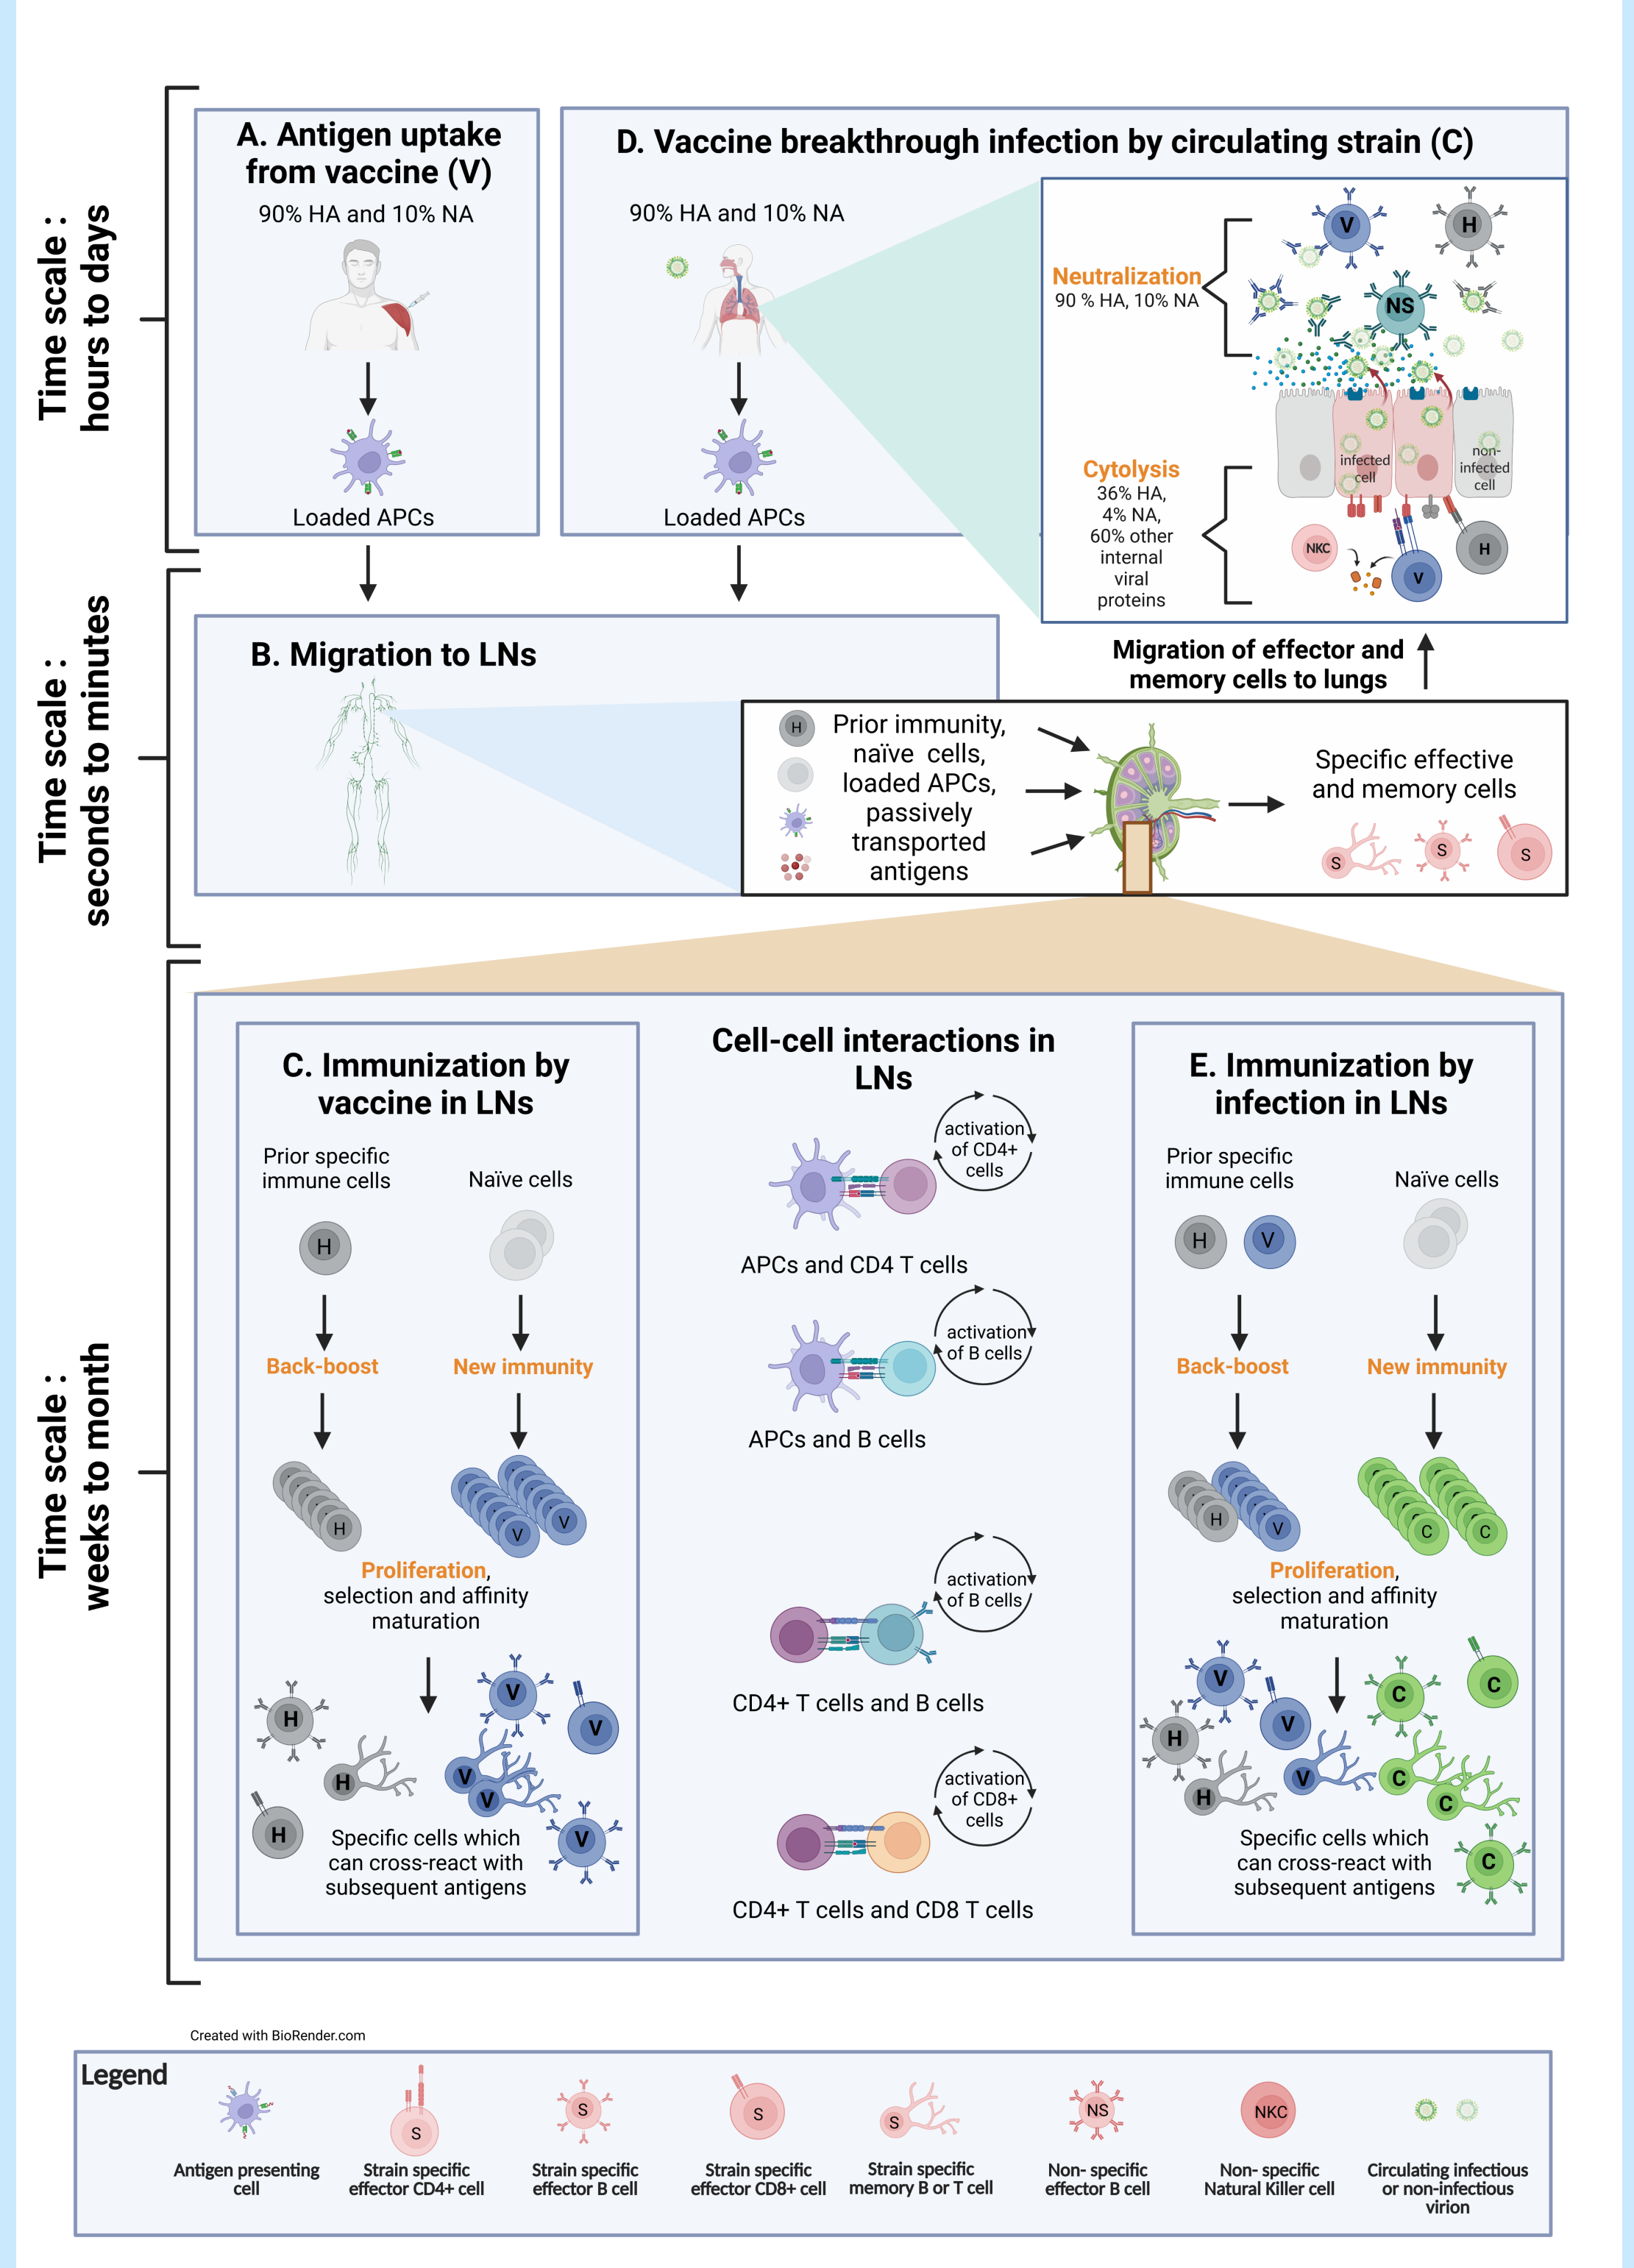 Time scale :
hours to days
A. Antigen uptake
from vaccine (V)
90% HA and 10% NA
Loaded APCs
D. Vaccine breakthrough infection by circulating strain (C)
90% HA and 10% NA
Loaded APCs
Neutralization
90 % HA, 10% NA
V
H
NS
infected
cell
non-
infected
cell
Cytolysis
36% HA,
4% NA,
60% other
internal
viral
proteins
NKC
V
H
Time scale :
seconds to minutes
B. Migration to LNs
Migration of effector and
memory cells to lungs
H
Prior immunity,
naïve cells,
loaded APCs,
passively
transported
antigens
Specific effective
and memory cells
S
S
S
Time scale :
weeks to month
C. Immunization by
vaccine in LNs
Prior specific
immune cells
Naïve cells
H
Back-boost
New immunity
H
V
V
Proliferation,
selection and affinity
maturation
H
V
V
H
V
V
H
V
Specific cells which
can cross-react with
subsequent antigens
Cell-cell interactions in
LNs
activation
of CD4+
cells
APCs and CD4 T cells
activation
of B cells
APCs and B cells
activation
of B cells
CD4+ T cells and B cells
activation
of CD8+
cells
CD4+ T cells and CD8 T cells
E. Immunization by
infection in LNs
Prior specific
immune cells
Naïve cells
H
V
Back-boost
New immunity
H
V
C
C
Proliferation,
selection and affinity
maturation
V
C
C
H
V
H
V
C
C
C
Specific cells which
can cross-react with
subsequent antigens
Created with BioRender.com
Legend
S
S
S
S
NS
NKC
Antigen presenting
cell
Strain specific
effector CD4+ cell
Strain specific
effector B cell
Strain specific
effector CD8+ cell
Strain specific
memory B or T cell
Non- specific
effector B cell
Non- specific
Natural Killer cell
Circulating infectious
or non-infectious
virion